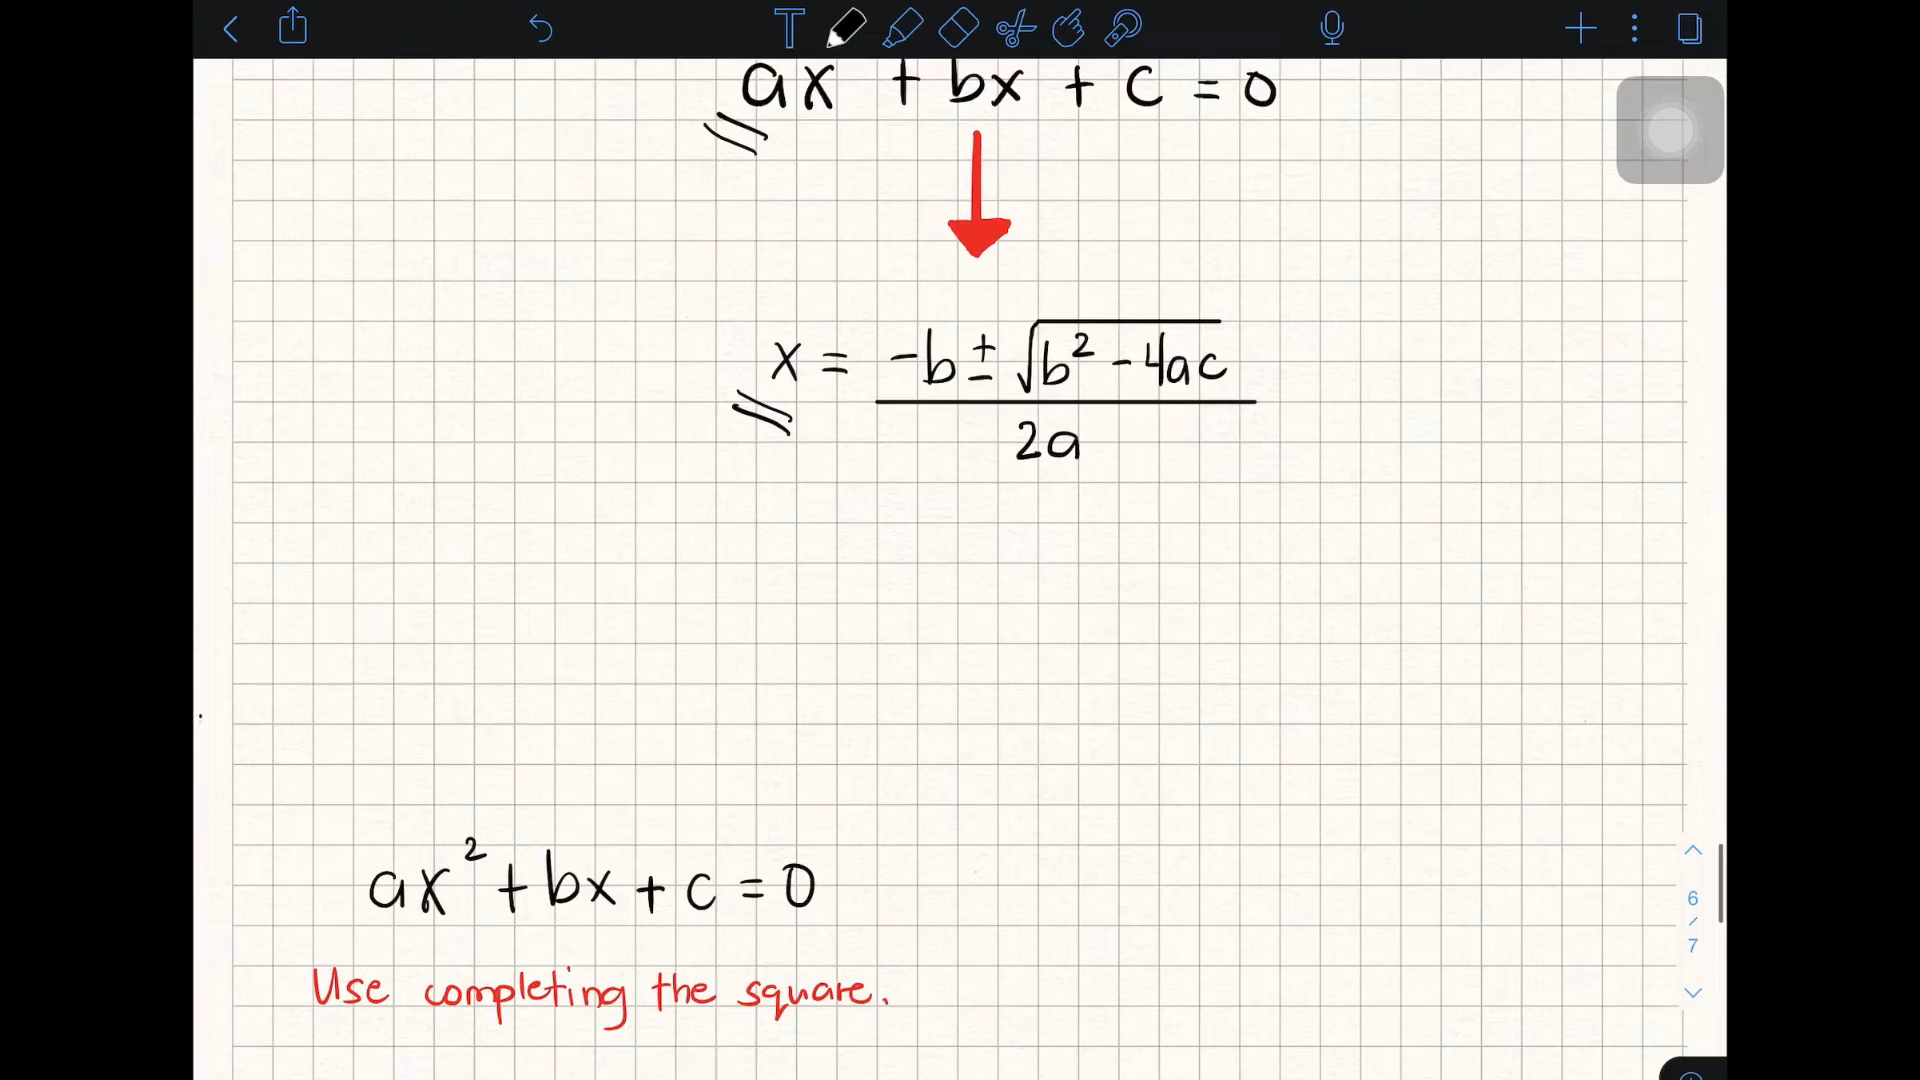 ax + bx + c = 0
x = -b ± √b² - 4ac
2a
ax² + bx + c = 0
Use completing the square.
6
/
7